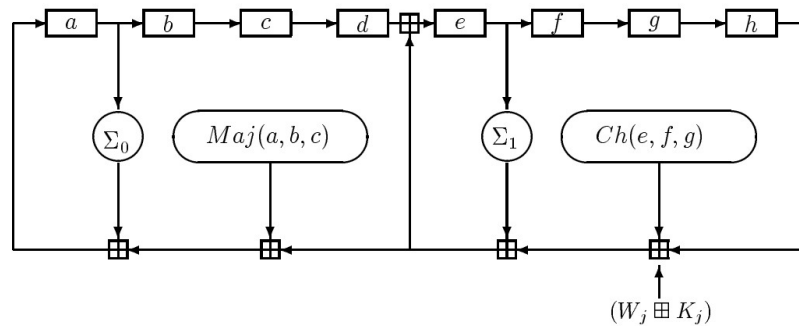 a b c d e f g h
Σ₀ Maj(a, b, c) Σ₁ Ch(e, f, g)
(Wⱼ ⊞ Kⱼ)